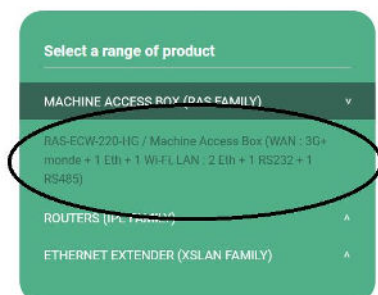 Select a range of product
MACHINE ACCESS BOX (RAS FAMILY) v
RAS-ECW-220-HG / Machine Access Box (WAN : 3G+
monde + 1 Eth + 1 Wi-Fi, LAN : 2 Eth + 1 RS232 + 1
RS485)
ROUTERS (IPL FAMILY) ʌ
ETHERNET EXTENDER (XSLAN FAMILY) ʌ